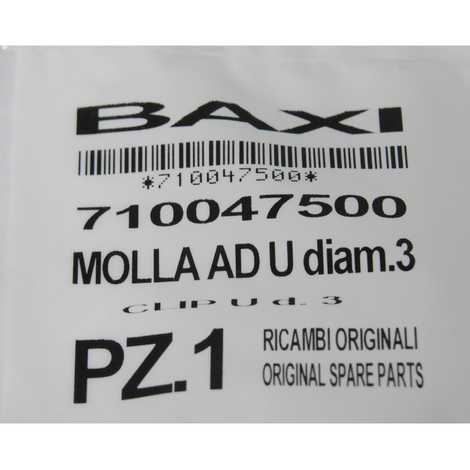 BAXI
*710047500*
710047500
MOLLA AD U diam.3
CLIP U d. 3
PZ.1
RICAMBI ORIGINALI
ORIGINAL SPARE PARTS